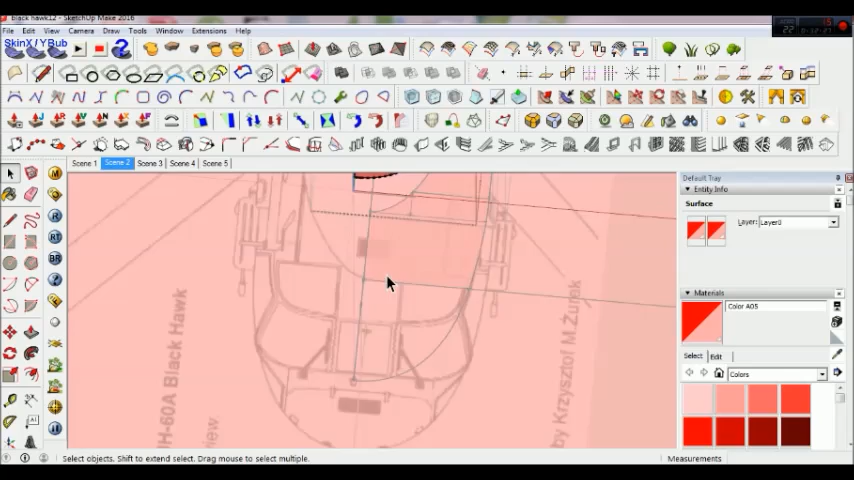 black hawk12 - SketchUp Make 2016
File Edit View Camera Draw Tools Window Extensions Help
SkinX / YBub
Scene 1 Scene 2 Scene 3 Scene 4 Scene 5
Default Tray
Entity Info
Surface
Layer: Layer0
Materials
Color A05
Select Edit
Colors
UH-60A Black Hawk
view
by Krzysztof M Żurek
Select objects. Shift to extend select. Drag mouse to select multiple.
Measurements